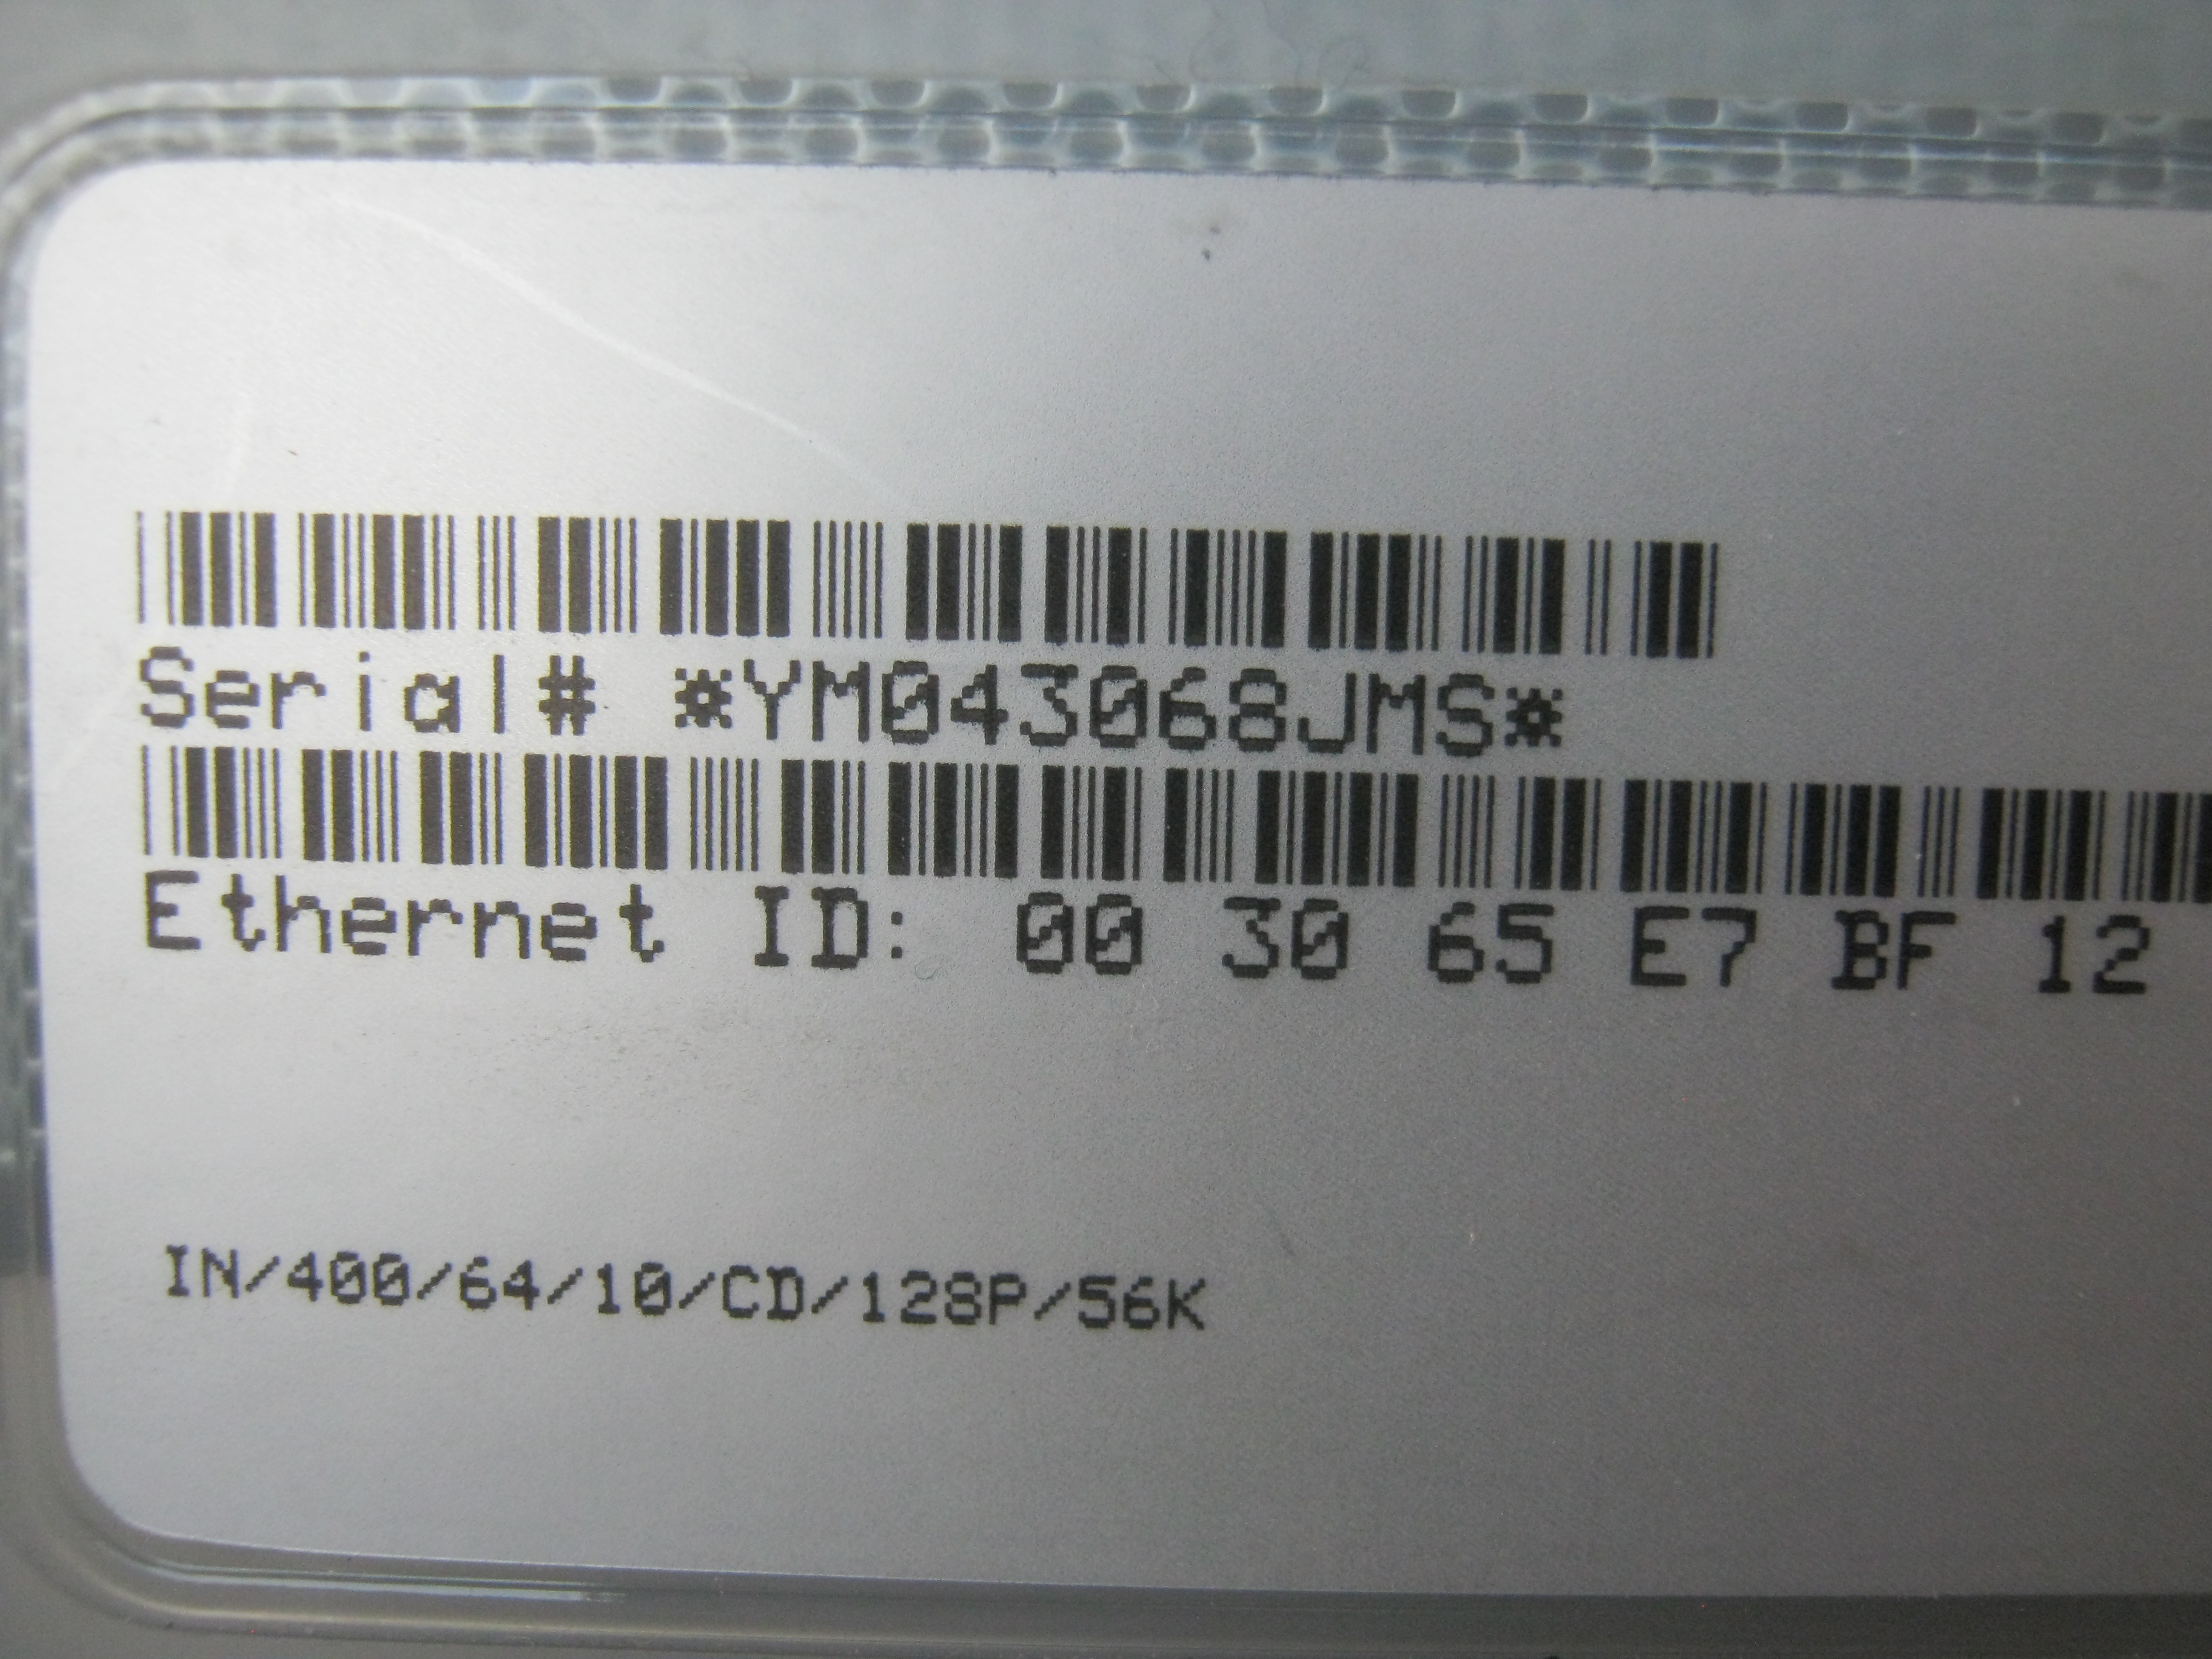 Serial# *YM043068JMS*
Ethernet ID: 00 30 65 E7 BF 12
IN/400/64/10/CD/128P/56K